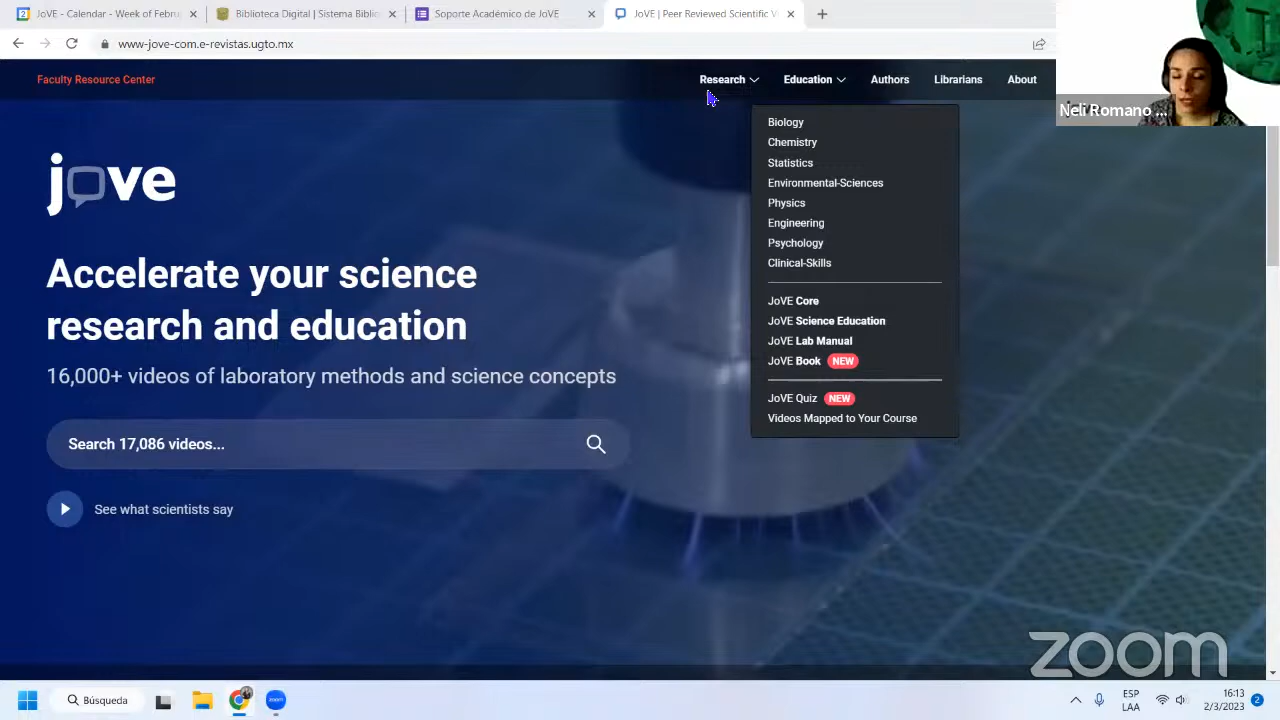 JoVE - Calendar - Week of Febru
Biblioteca Digital | Sistema Biblio
Soporte Académico de JoVE
JoVE | Peer Reviewed Scientific V
www-jove-com.e-revistas.ugto.mx
Faculty Resource Center
Research
Education
Authors
Librarians
About
Neli Romano ...
Biology
Chemistry
Statistics
Environmental-Sciences
Physics
Engineering
Psychology
Clinical-Skills
JoVE Core
JoVE Science Education
JoVE Lab Manual
JoVE Book NEW
JoVE Quiz NEW
Videos Mapped to Your Course
jove
Accelerate your science
research and education
16,000+ videos of laboratory methods and science concepts
Search 17,086 videos...
See what scientists say
zoom
Búsqueda
zoom
ESP
LAA
16:13
2/3/2023
2